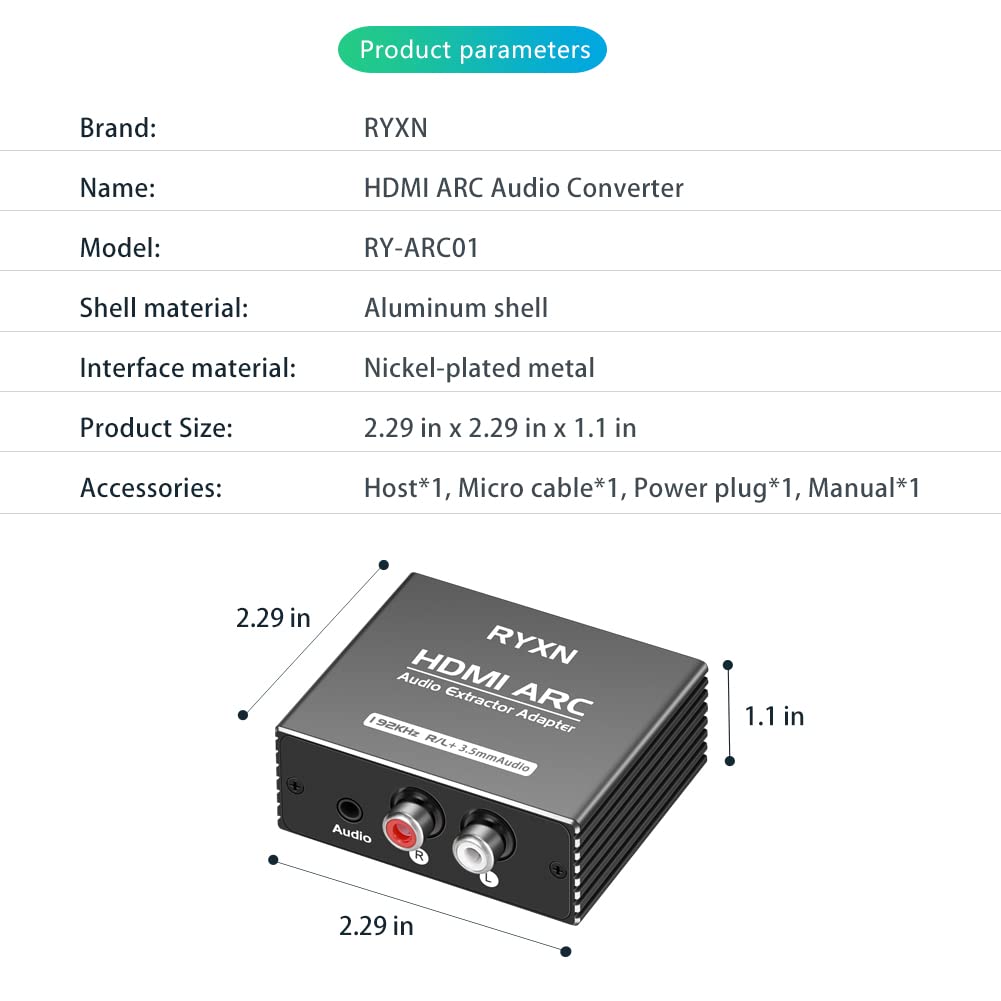 Product parameters
Brand: RYXN
Name: HDMI ARC Audio Converter
Model: RY-ARC01
Shell material: Aluminum shell
Interface material: Nickel-plated metal
Product Size: 2.29 in x 2.29 in x 1.1 in
Accessories: Host*1, Micro cable*1, Power plug*1, Manual*1
2.29 in
RYXN
HDMI ARC
Audio Extractor Adapter
192KHz R/L+ 3.5mmAudio
1.1 in
Audio
R
L
2.29 in